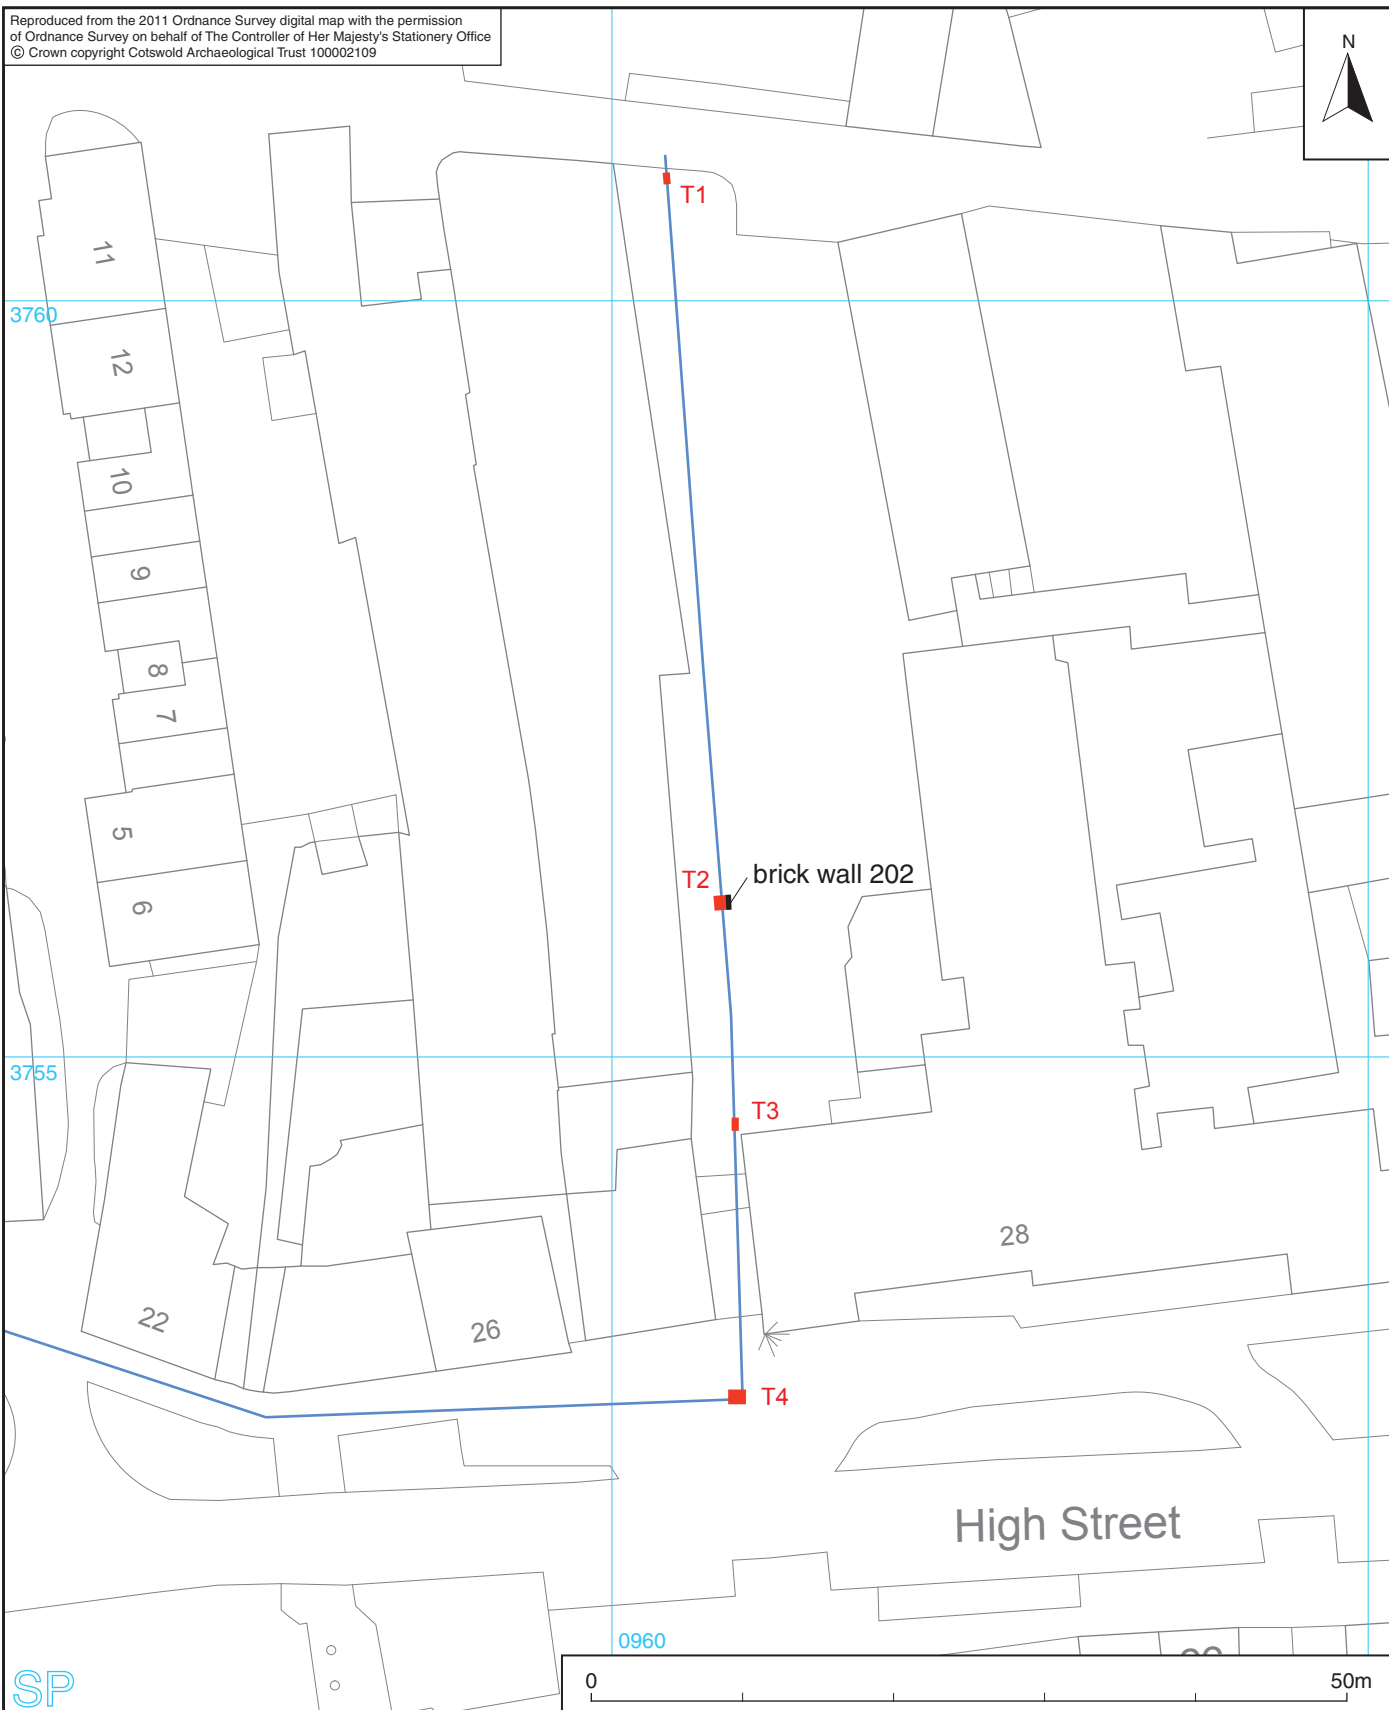 Reproduced from the 2011 Ordnance Survey digital map with the permission
of Ordnance Survey on behalf of The Controller of Her Majesty's Stationery Office
© Crown copyright Cotswold Archaeological Trust 100002109
N
T1
11
3760
12
10
9
8
7
5
6
T2
brick wall 202
3755
T3
28
22
26
T4
High Street
0960
SP
0
50m